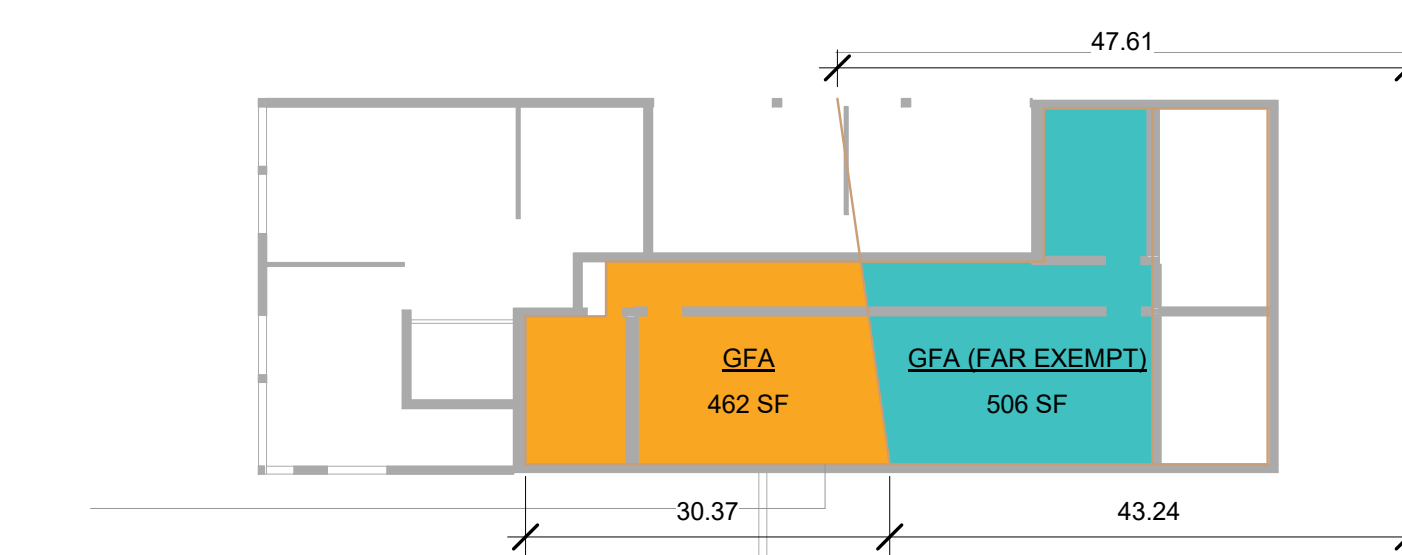 47.61
GFA
462 SF
GFA (FAR EXEMPT)
506 SF
30.37
43.24